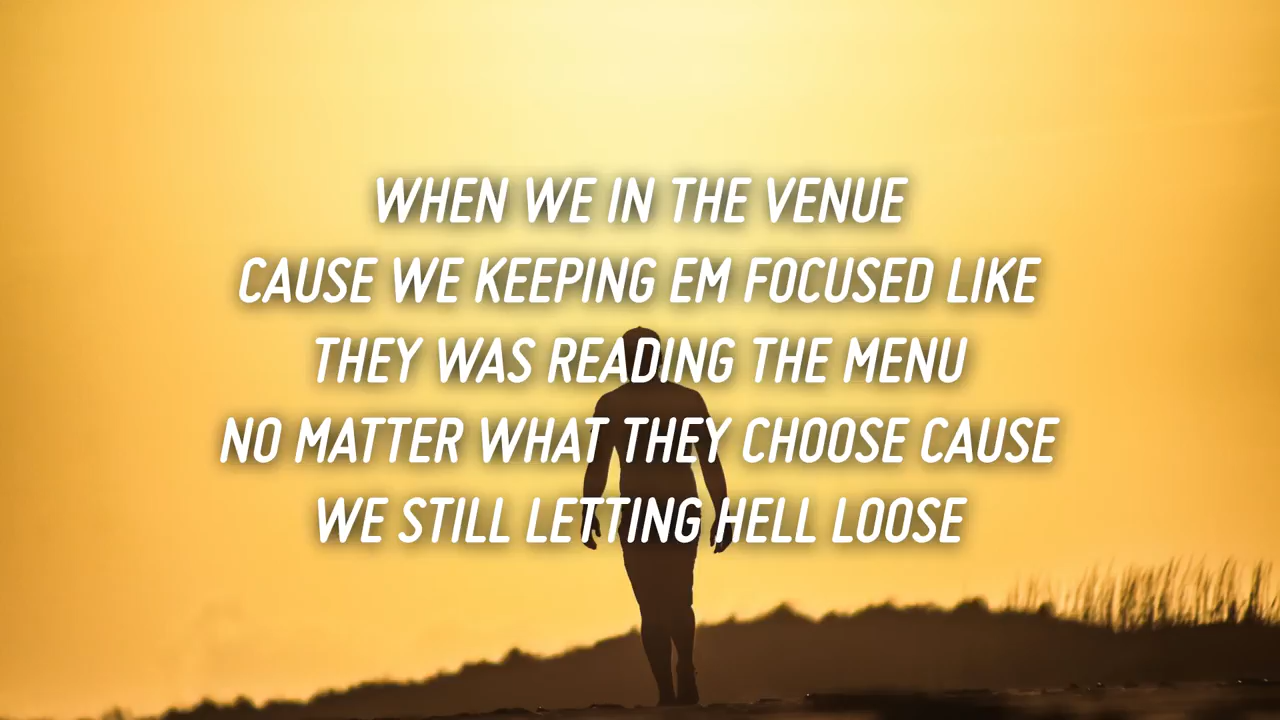 WHEN WE IN THE VENUE
CAUSE WE KEEPING EM FOCUSED LIKE
THEY WAS READING THE MENU
NO MATTER WHAT THEY CHOOSE CAUSE
WE STILL LETTING HELL LOOSE